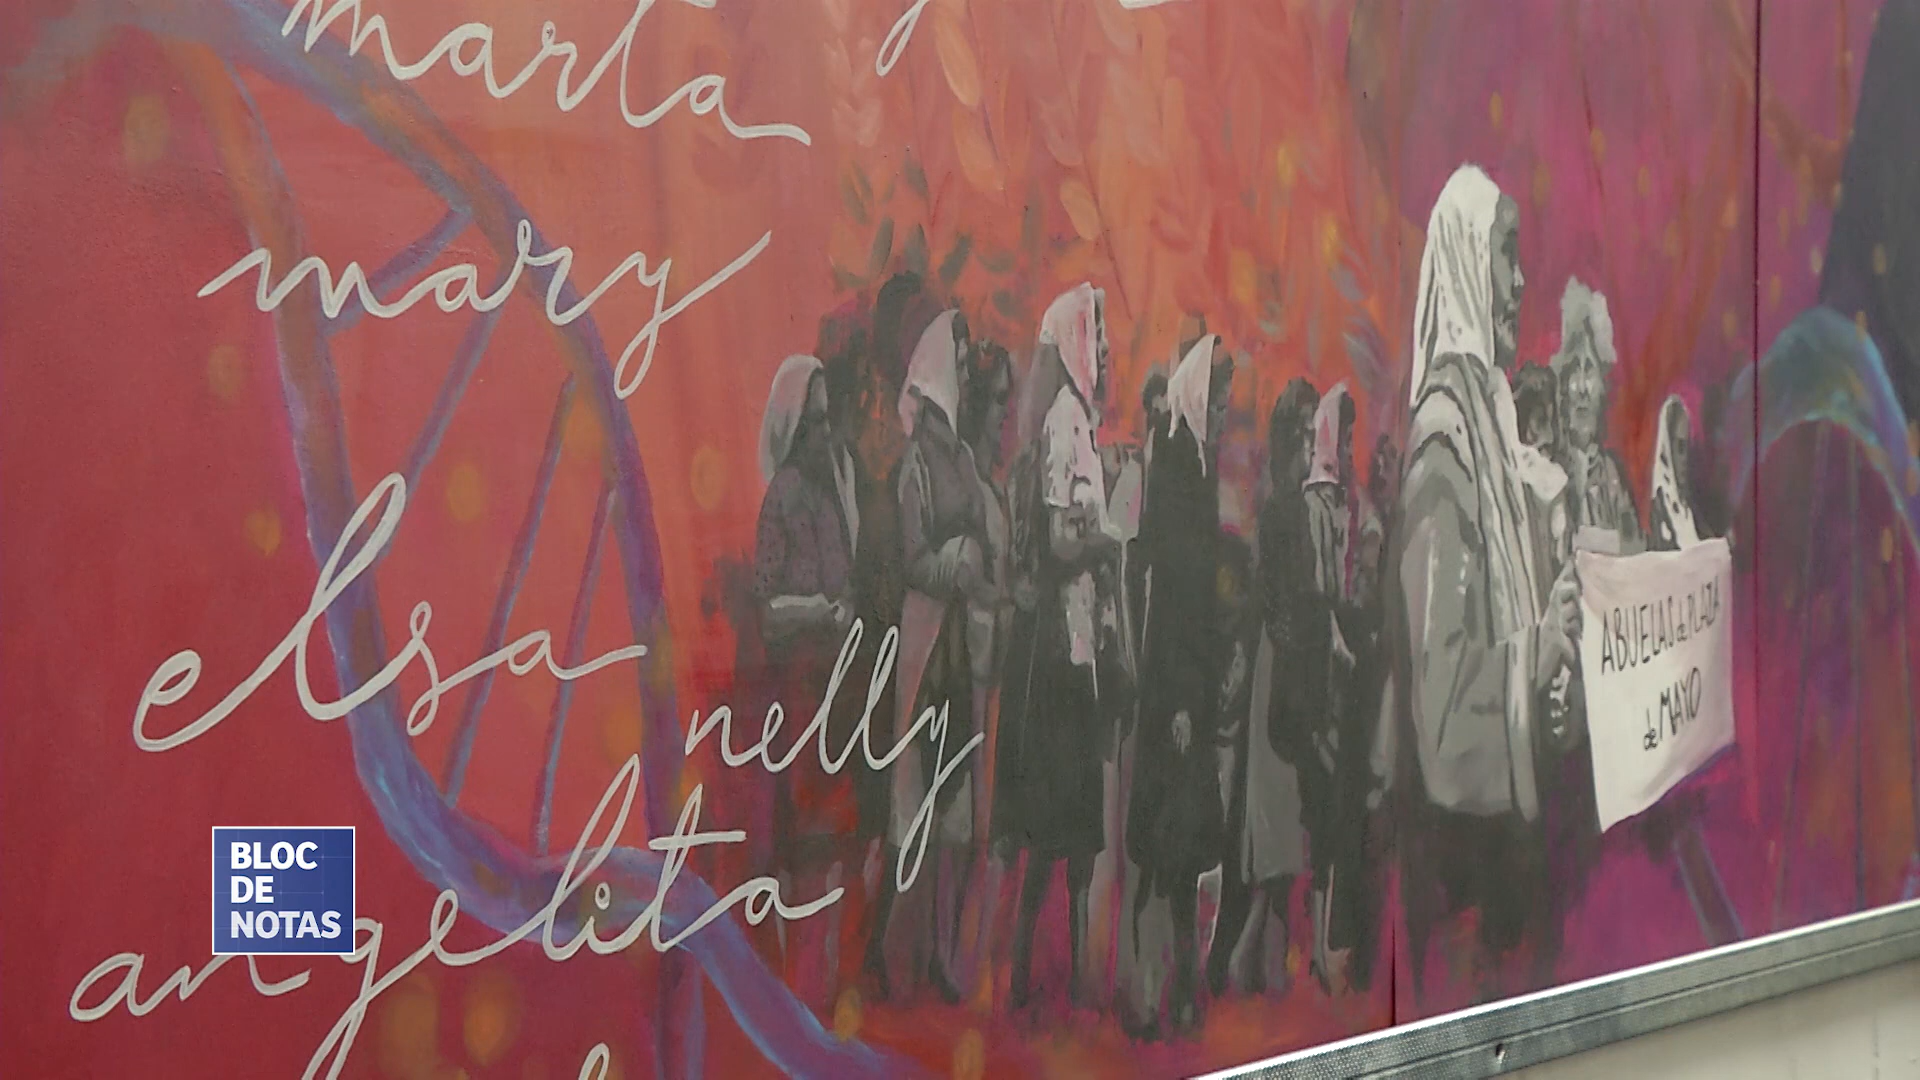 marta
mary
elsa
nelly
angelita
ABUELAS de PLAZA
de MAYO
BLOC
DE
NOTAS